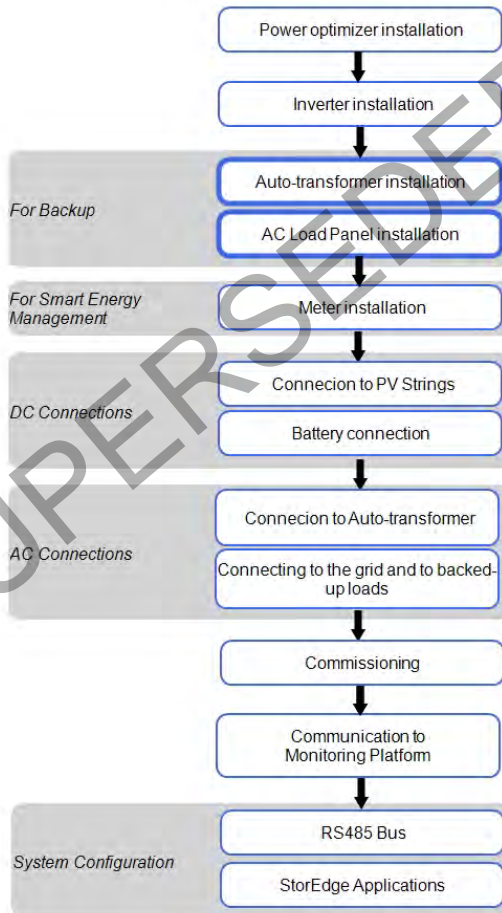 Power optimizer installation
Inverter installation
For Backup
Auto-transformer installation
AC Load Panel installation
For Smart Energy
Management
Meter installation
DC Connections
Connecion to PV Strings
Battery connection
AC Connections
Connecion to Auto-transformer
Connecting to the grid and to backed-
up loads
Commissioning
Communication to
Monitoring Platform
System Configuration
RS485 Bus
StorEdge Applications
SUPERSEDED